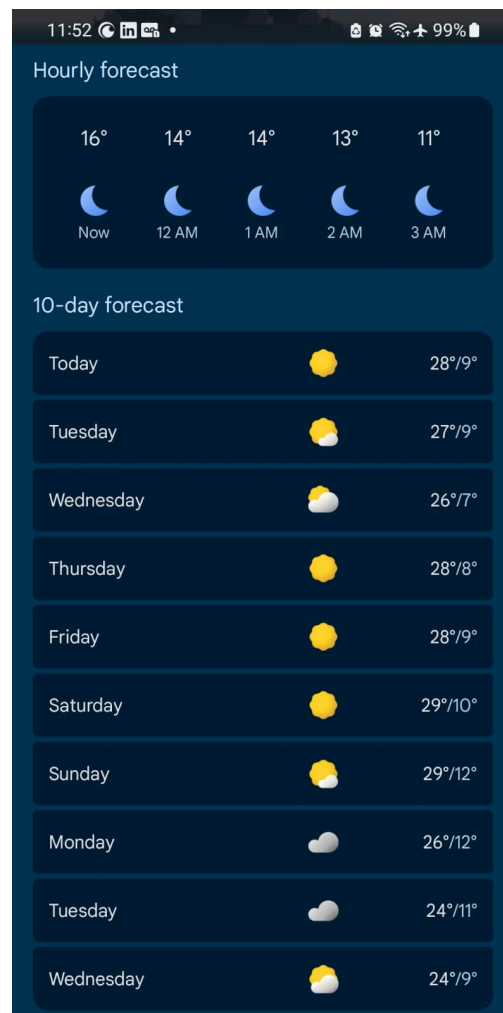 11:52 in 99%
Hourly forecast
16° 14° 14° 13° 11°
Now 12 AM 1 AM 2 AM 3 AM
10-day forecast
Today 28°/9°
Tuesday 27°/9°
Wednesday 26°/7°
Thursday 28°/8°
Friday 28°/9°
Saturday 29°/10°
Sunday 29°/12°
Monday 26°/12°
Tuesday 24°/11°
Wednesday 24°/9°